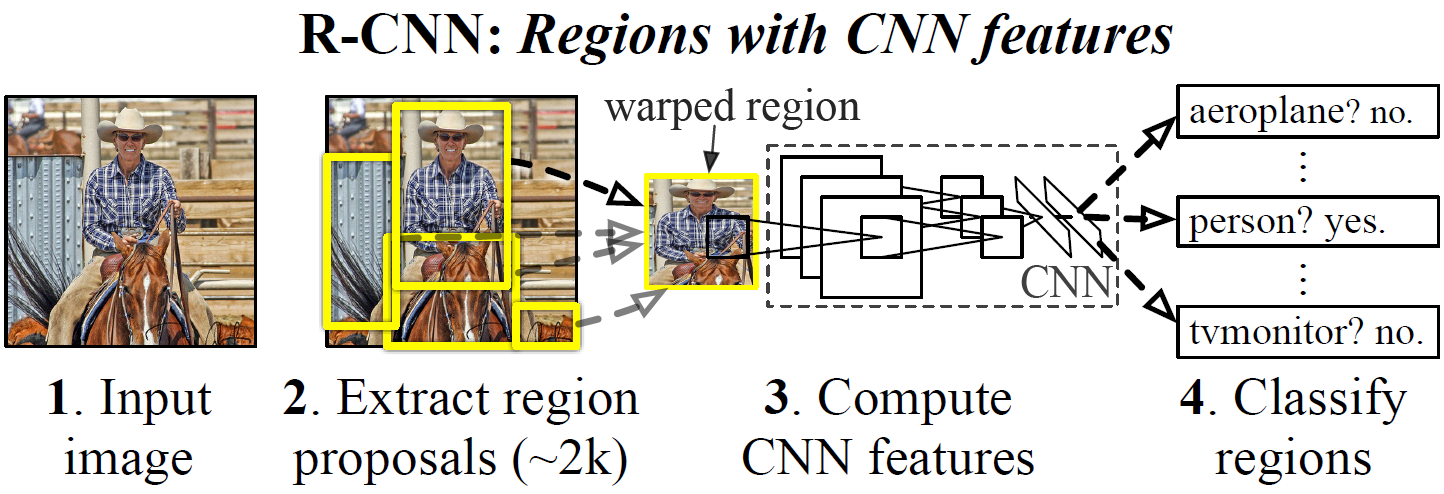 R-CNN: Regions with CNN features
warped region
aeroplane? no.
⋮
person? yes.
⋮
tvmonitor? no.
CNN
1. Input
image
2. Extract region
proposals (~2k)
3. Compute
CNN features
4. Classify
regions